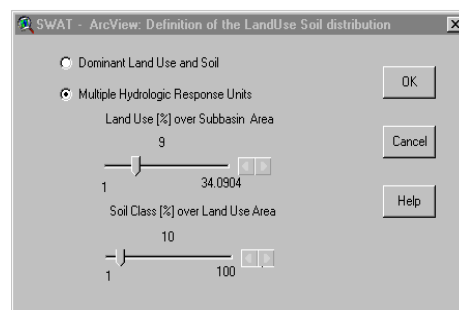 SWAT - ArcView: Definition of the LandUse Soil distribution
Dominant Land Use and Soil
Multiple Hydrologic Response Units
Land Use [%] over Subbasin Area
9
1 34.0904
Soil Class [%] over Land Use Area
10
1 100
OK
Cancel
Help